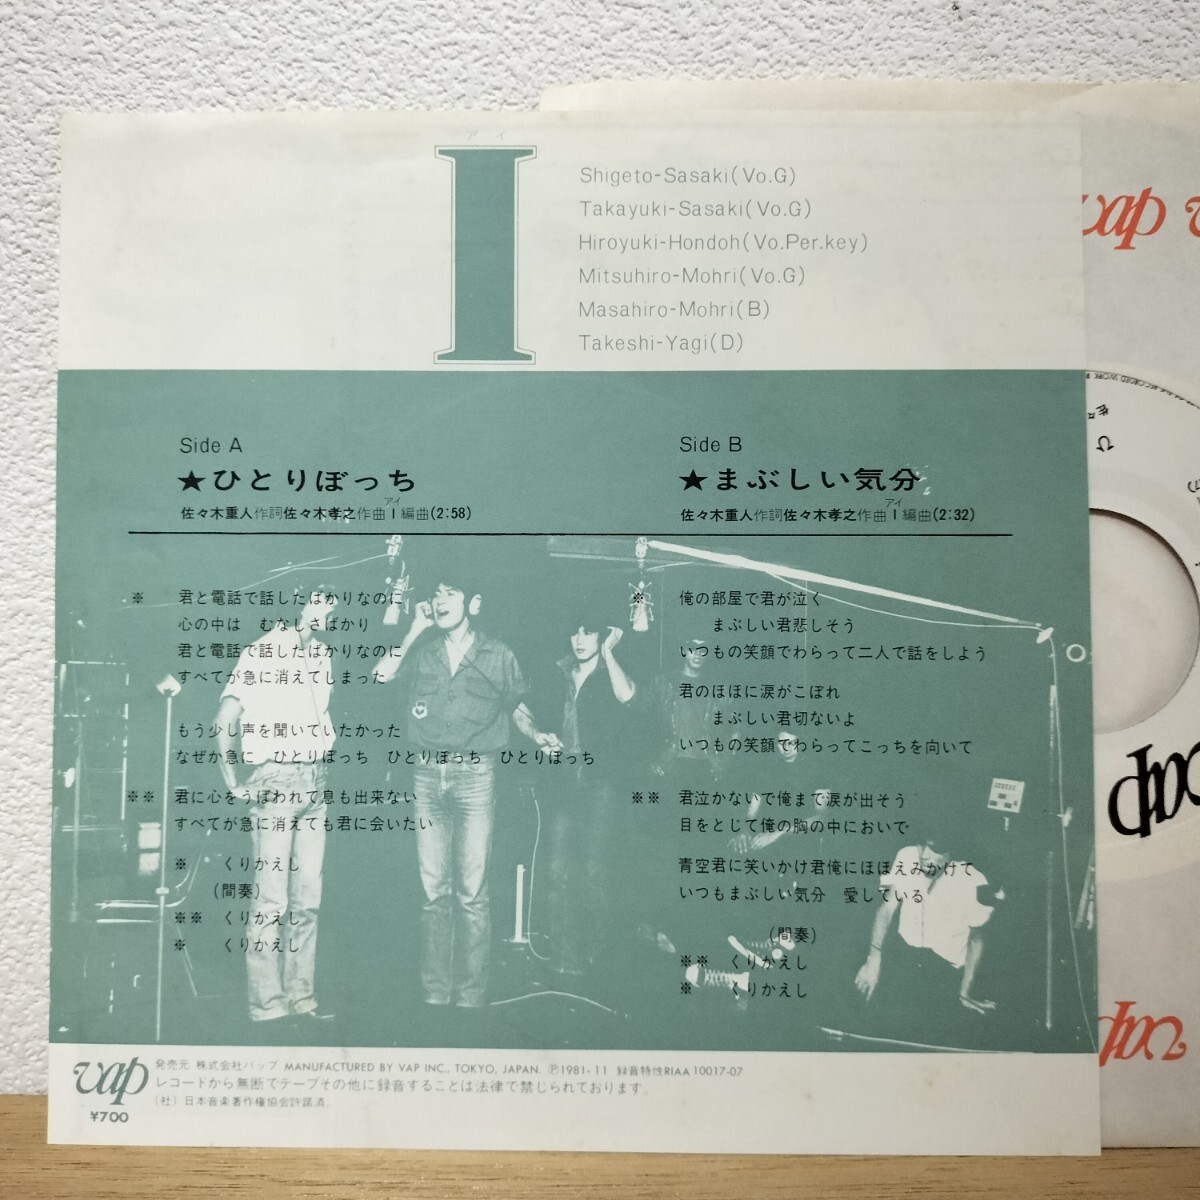 アイ
I
Shigeto-Sasaki(Vo.G)
Takayuki-Sasaki(Vo.G)
Hiroyuki-Hondoh(Vo.Per.key)
Mitsuhiro-Mohri(Vo.G)
Masahiro-Mohri(B)
Takeshi-Yagi(D)
Side A
★ひとりぼっち
アイ
佐々木重人作詞佐々木孝之作曲I編曲(2:58)
※ 君と電話で話したばかりなのに
心の中は むなしさばかり
君と電話で話したばかりなのに
すべてが急に消えてしまった
もう少し声を聞いていたかった
なぜか急に ひとりぼっち ひとりぼっち ひとりぼっち
※※ 君に心をうばわれて息も出来ない
すべてが急に消えても君に会いたい
※ くりかえし
(間奏)
※※ くりかえし
※ くりかえし
Side B
★まぶしい気分
アイ
佐々木重人作詞佐々木孝之作曲I編曲(2:32)
※ 俺の部屋で君が泣く
まぶしい君悲しそう
いつもの笑顔でわらって二人で話をしよう
君のほほに涙がこぼれ
まぶしい君切ないよ
いつもの笑顔でわらってこっちを向いて
※※ 君泣かないで俺まで涙が出そう
目をとじて俺の胸の中においで
青空君に笑いかけ君俺にほほえみかけて
いつもまぶしい気分 愛している
(間奏)
※※ くりかえし
※ くりかえし
vap
¥700
発売元 株式会社バップ MANUFACTURED BY VAP INC., TOKYO, JAPAN. Ⓟ1981-11 録音特性RIAA 10017-07
レコードから無断でテープその他に録音することは法律で禁じられております。
(社)日本音楽著作権協会許諾済.
vap
vap
vap